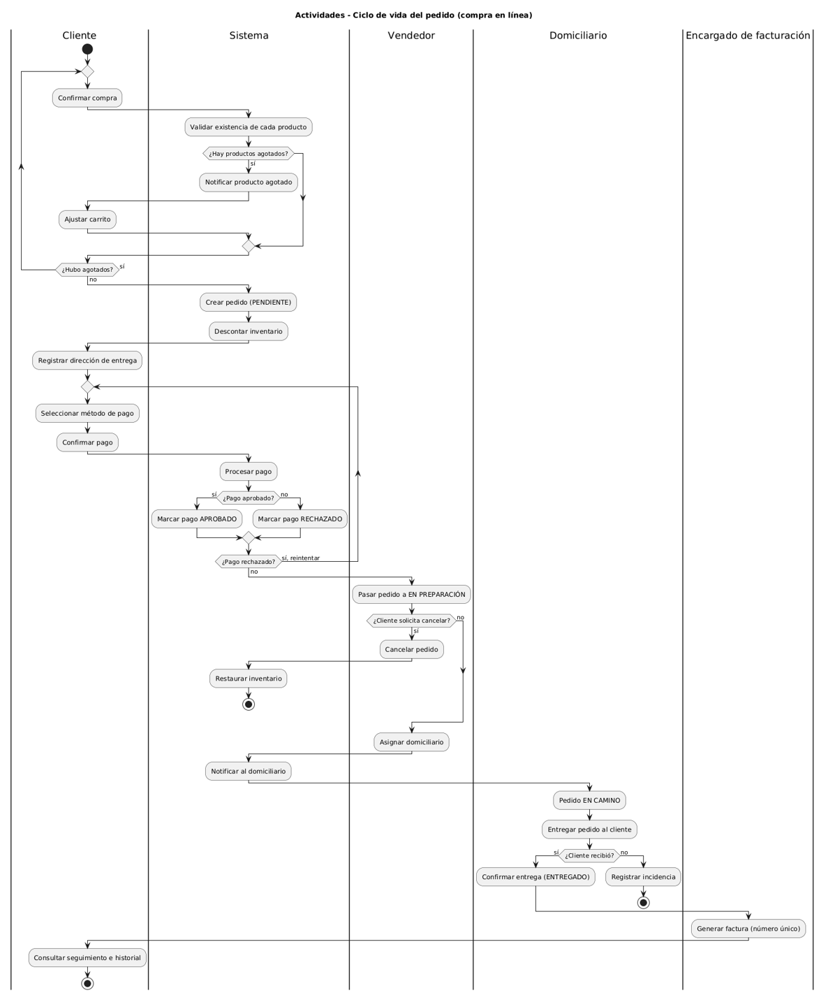 Actividades - Ciclo de vida del pedido (compra en línea)
Cliente
Sistema
Vendedor
Domiciliario
Encargado de facturación
Confirmar compra
Validar existencia de cada producto
¿Hay productos agotados?
sí
Notificar producto agotado
Ajustar carrito
¿Hubo agotados?
sí
no
Crear pedido (PENDIENTE)
Descontar inventario
Registrar dirección de entrega
Seleccionar método de pago
Confirmar pago
Procesar pago
sí
¿Pago aprobado?
no
Marcar pago APROBADO
Marcar pago RECHAZADO
¿Pago rechazado?
sí, reintentar
no
Pasar pedido a EN PREPARACIÓN
¿Cliente solicita cancelar?
no
sí
Cancelar pedido
Restaurar inventario
Asignar domiciliario
Notificar al domiciliario
Pedido EN CAMINO
Entregar pedido al cliente
sí
¿Cliente recibió?
no
Confirmar entrega (ENTREGADO)
Registrar incidencia
Generar factura (número único)
Consultar seguimiento e historial